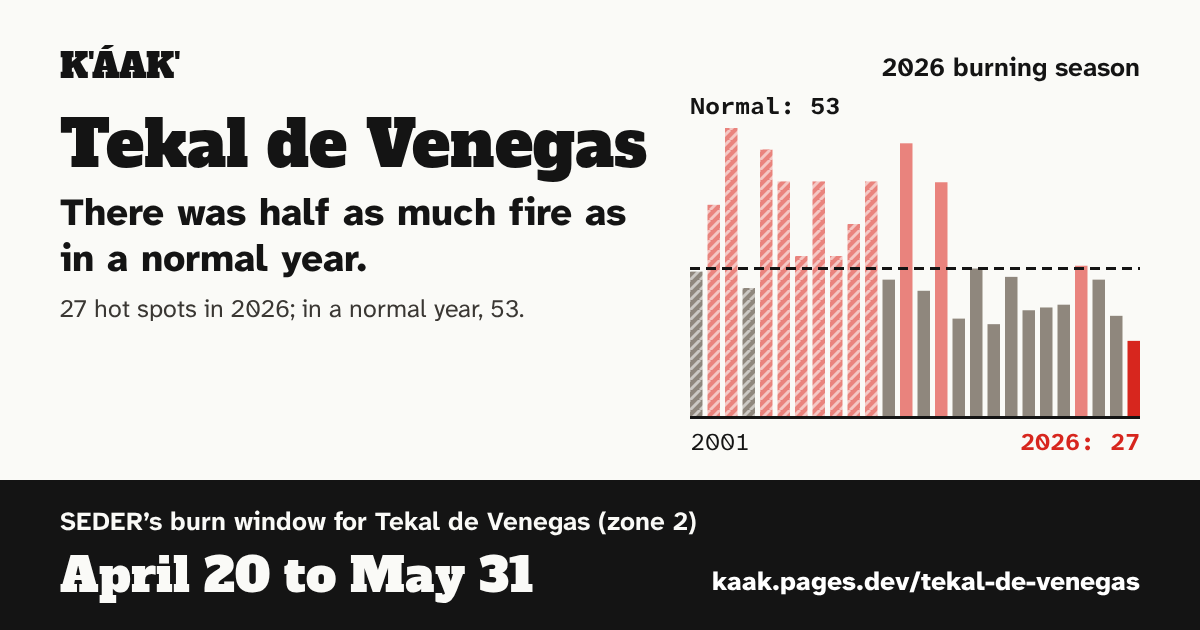 K'ÁAK'
2026 burning season
Tekal de Venegas
There was half as much fire as
in a normal year.
27 hot spots in 2026; in a normal year, 53.
Normal: 53
2001
2026: 27
SEDER’s burn window for Tekal de Venegas (zone 2)
April 20 to May 31
kaak.pages.dev/tekal-de-venegas